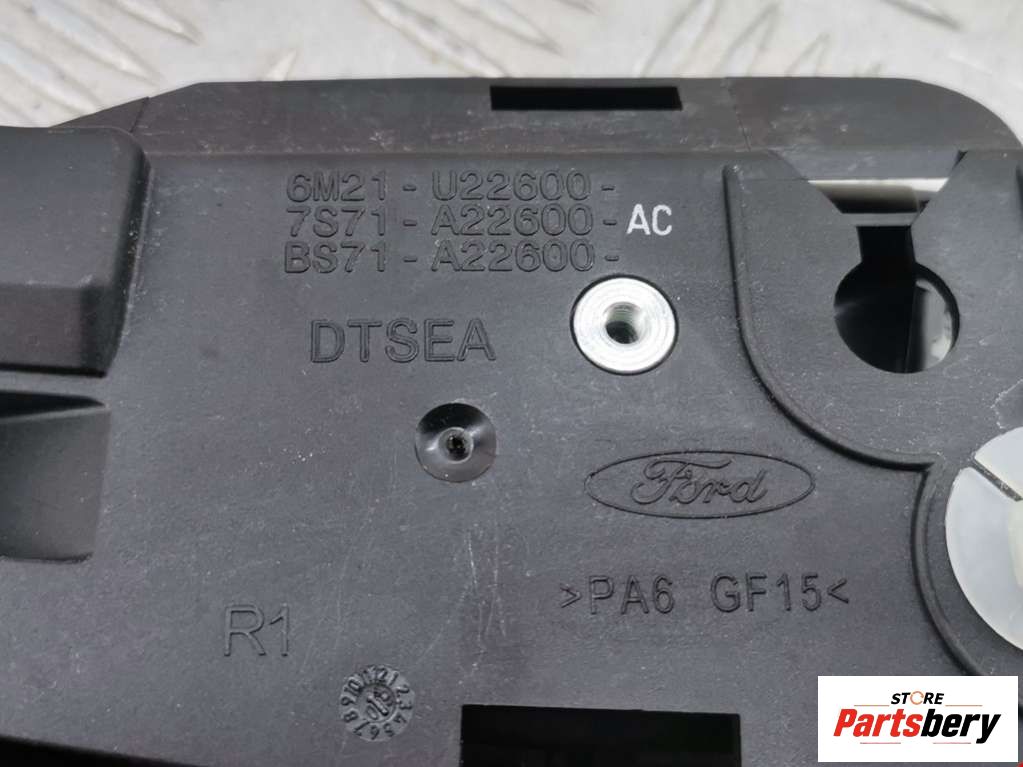 6M21 - U22600 -
7S71 - A22600 - AC
BS71 - A22600 -
DTSEA
Ford
>PA6 GF15<
R1
STORE
Partsbery